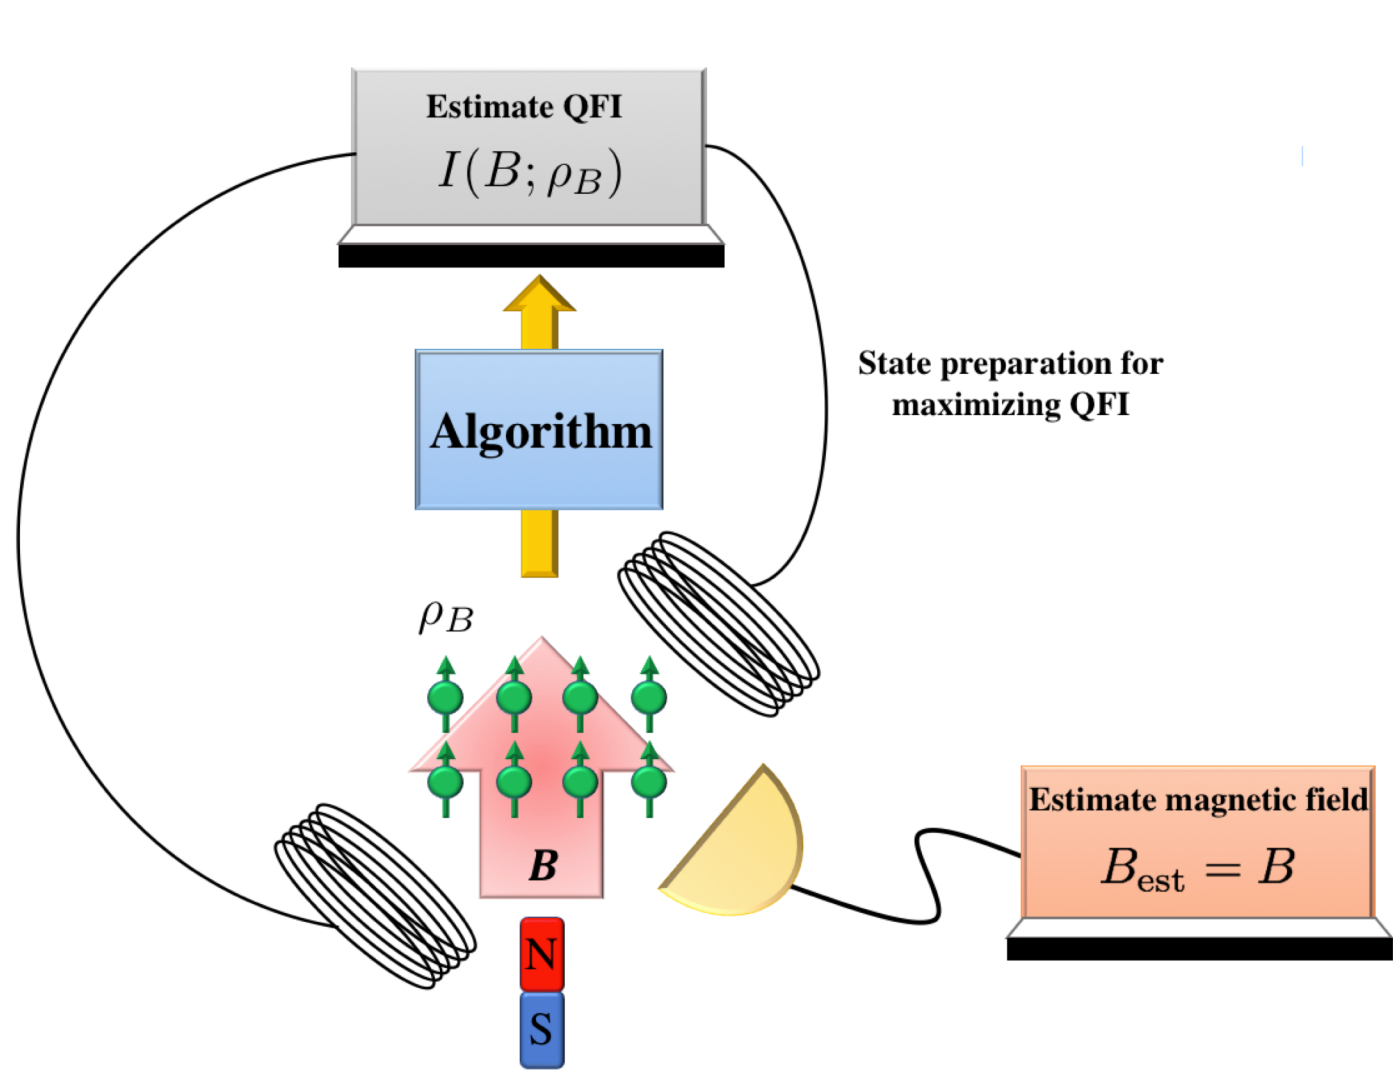 Estimate QFI
I(B; ρ_B)
Algorithm
State preparation for
maximizing QFI
ρ_B
B
N
S
Estimate magnetic field
B_est = B